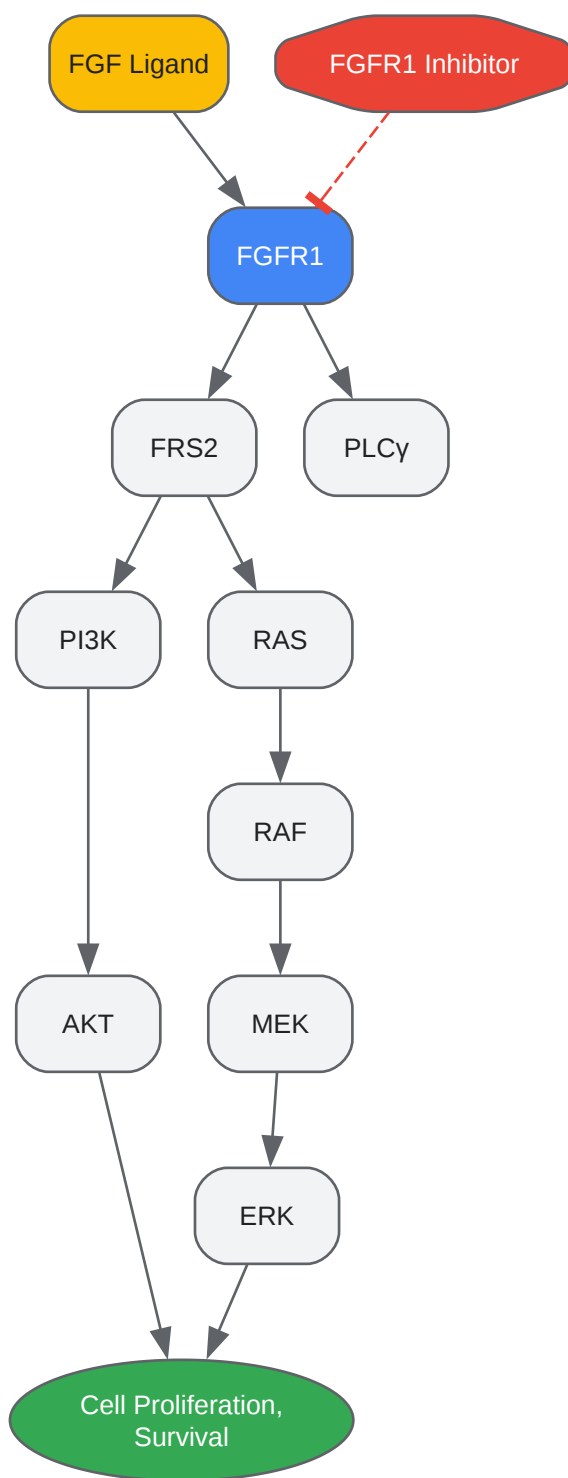 FGF Ligand
FGFR1 Inhibitor
FGFR1
FRS2
PLCγ
PI3K
RAS
RAF
AKT
MEK
ERK
Cell Proliferation,
Survival